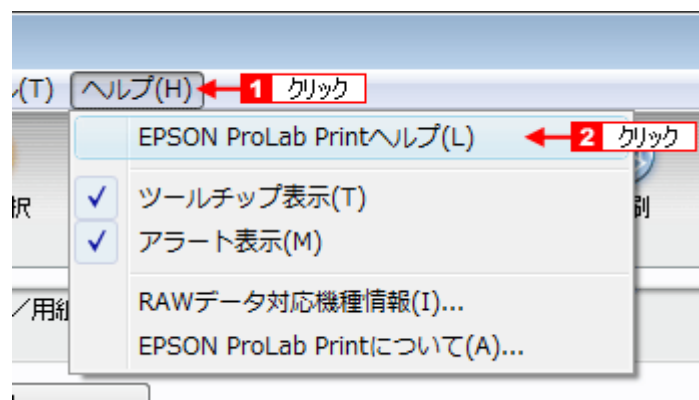 (T) ヘルプ(H) 1 クリック
EPSON ProLab Printヘルプ(L) 2 クリック
択 ツールチップ表示(T) 刷
アラート表示(M)
／用紙 RAWデータ対応機種情報(I)...
EPSON ProLab Printについて(A)...